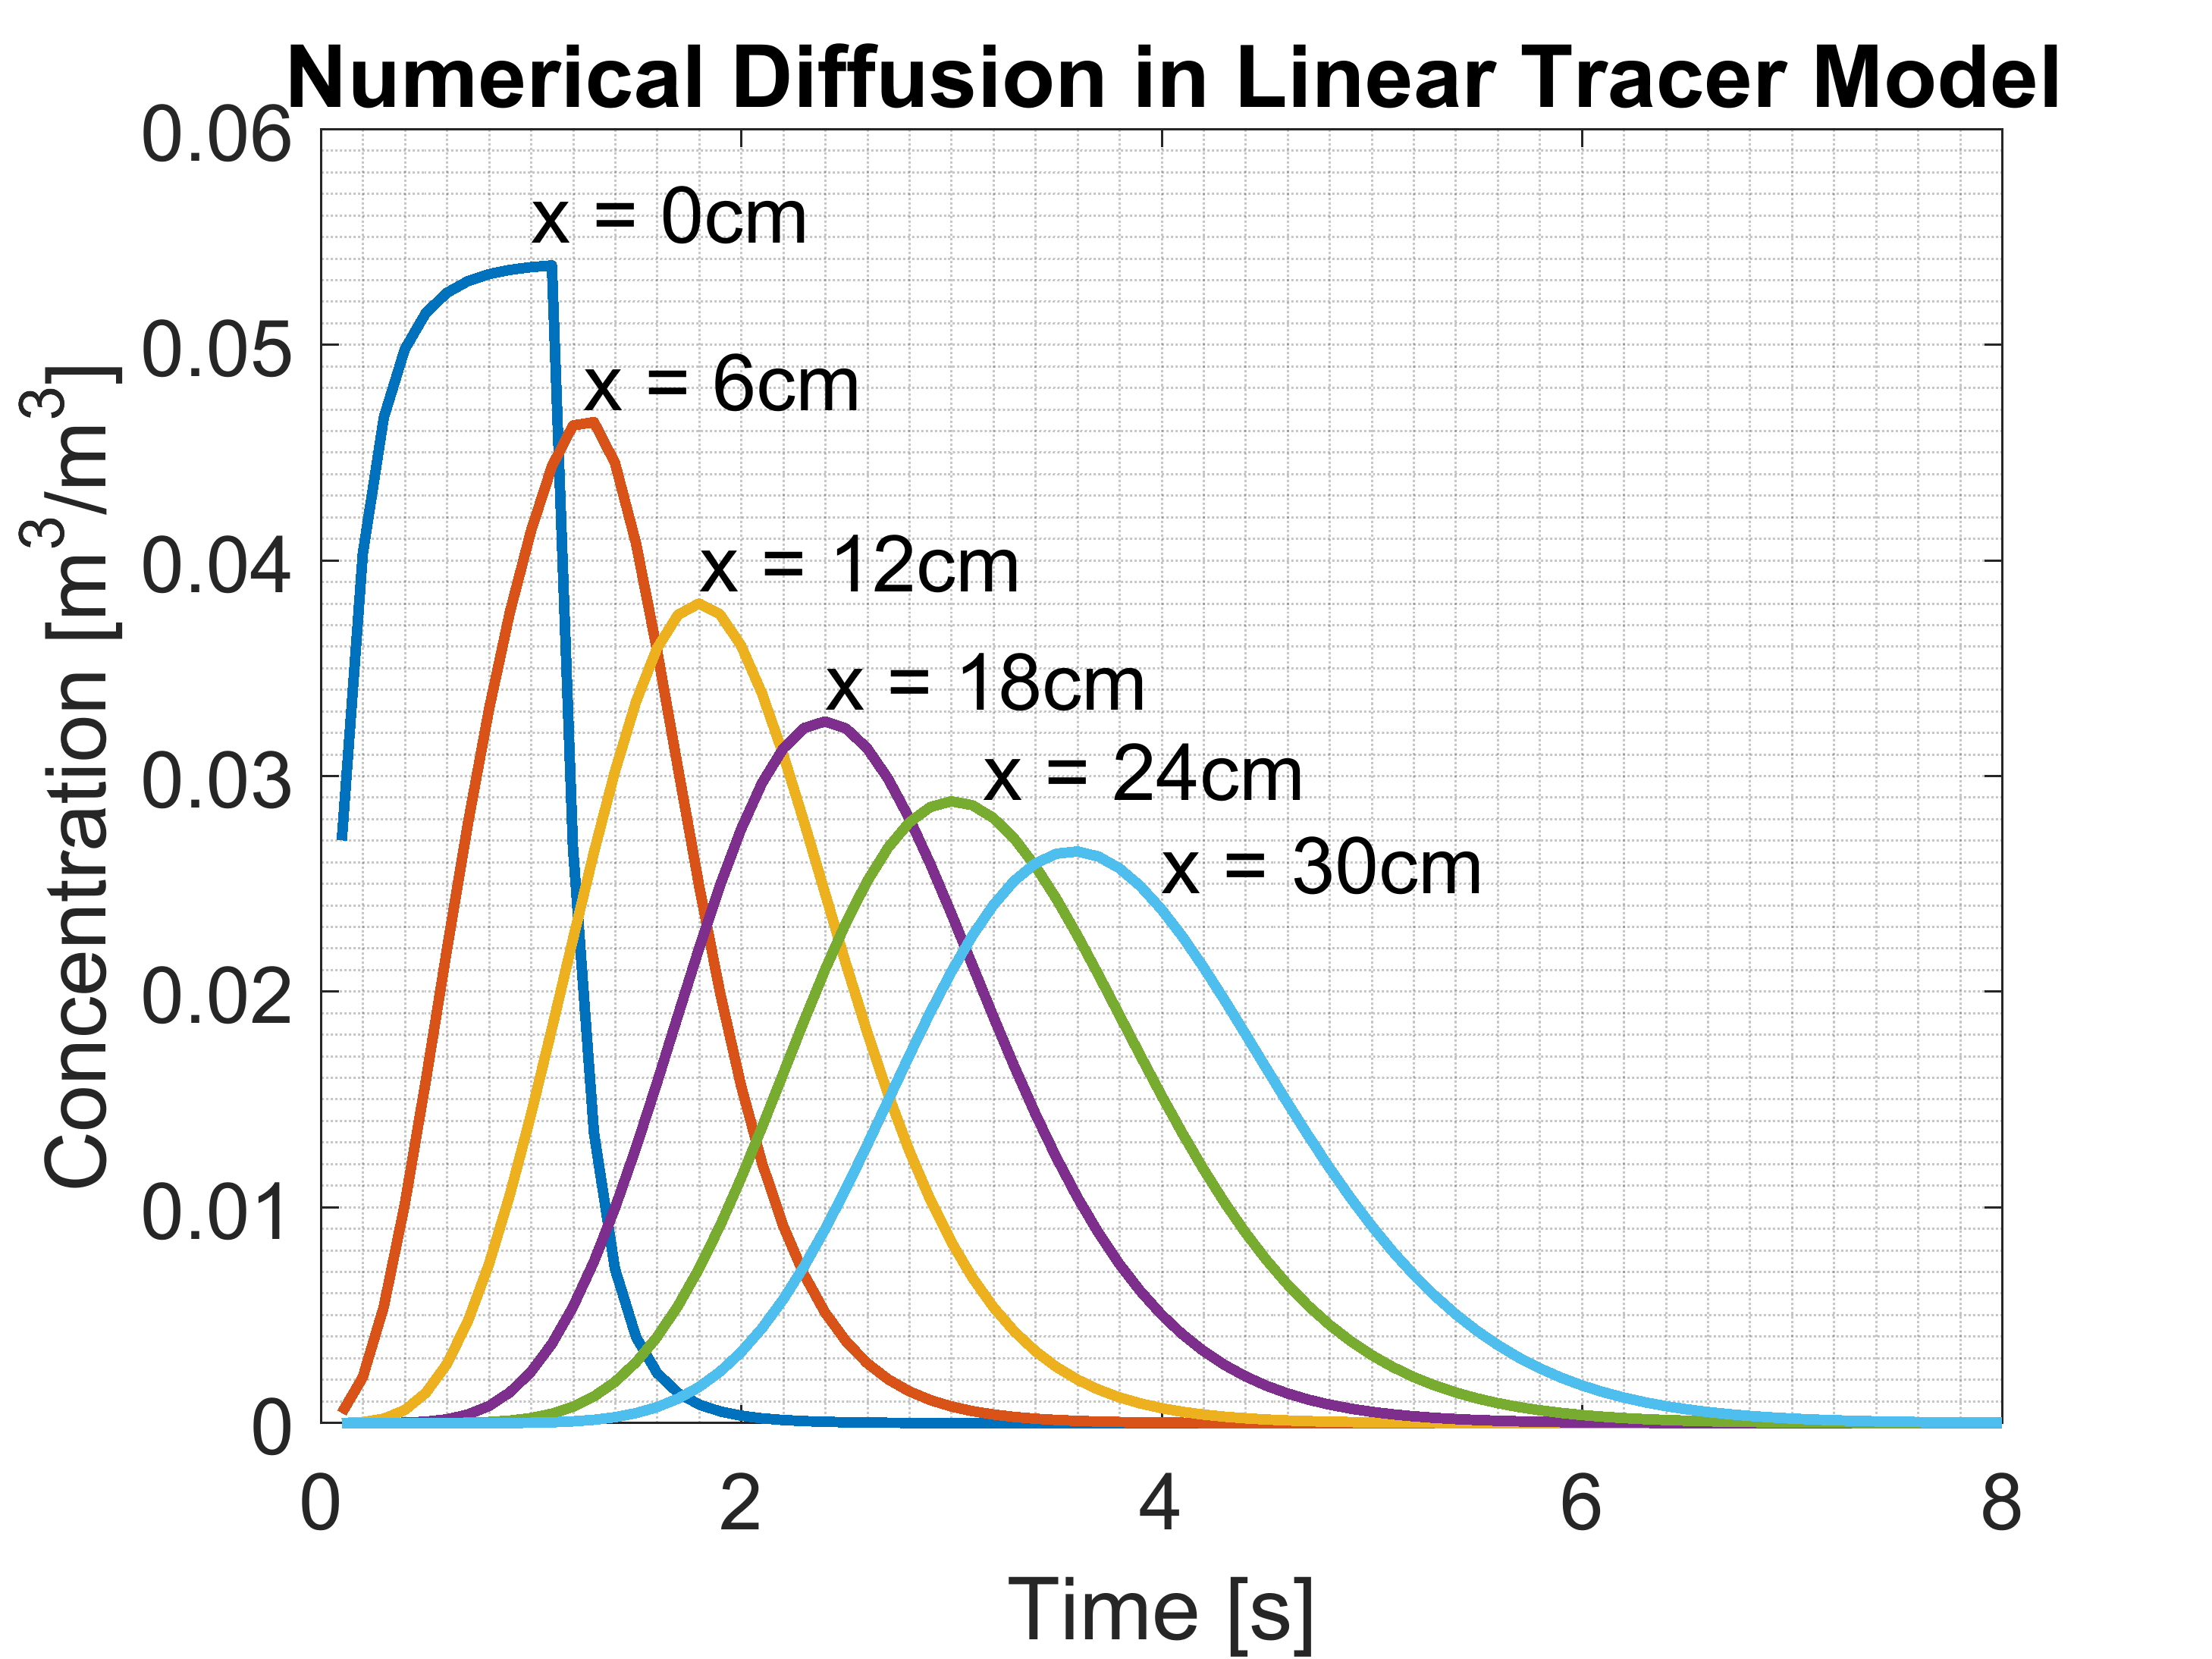 Numerical Diffusion in Linear Tracer Model
Concentration [m³/m³]
0.06
0.05
0.04
0.03
0.02
0.01
0
x = 0cm
x = 6cm
x = 12cm
x = 18cm
x = 24cm
x = 30cm
0 2 4 6 8
Time [s]